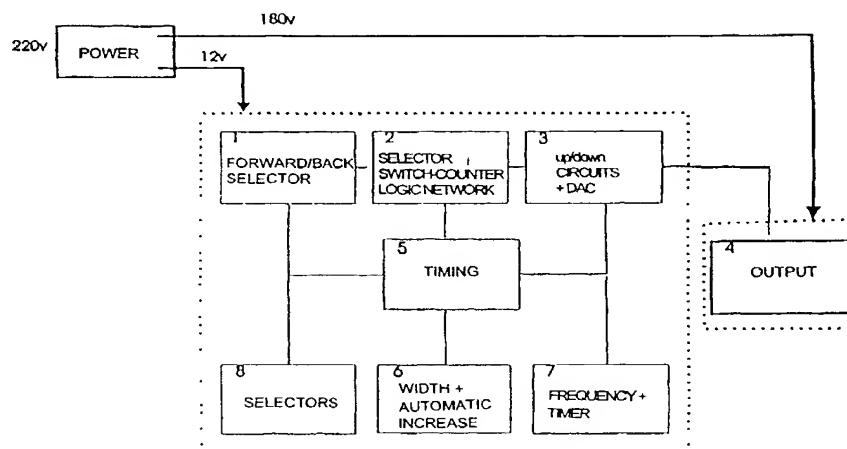 180v
220v
POWER
12v
1
FORWARD/BACK
SELECTOR
2
SELECTOR
SWITCH-COUNTER
LOGIC NETWORK
3
up/down
CIRCUITS
+ DAC
4
OUTPUT
5
TIMING
8
SELECTORS
6
WIDTH +
AUTOMATIC
INCREASE
7
FREQUENCY +
TIMER